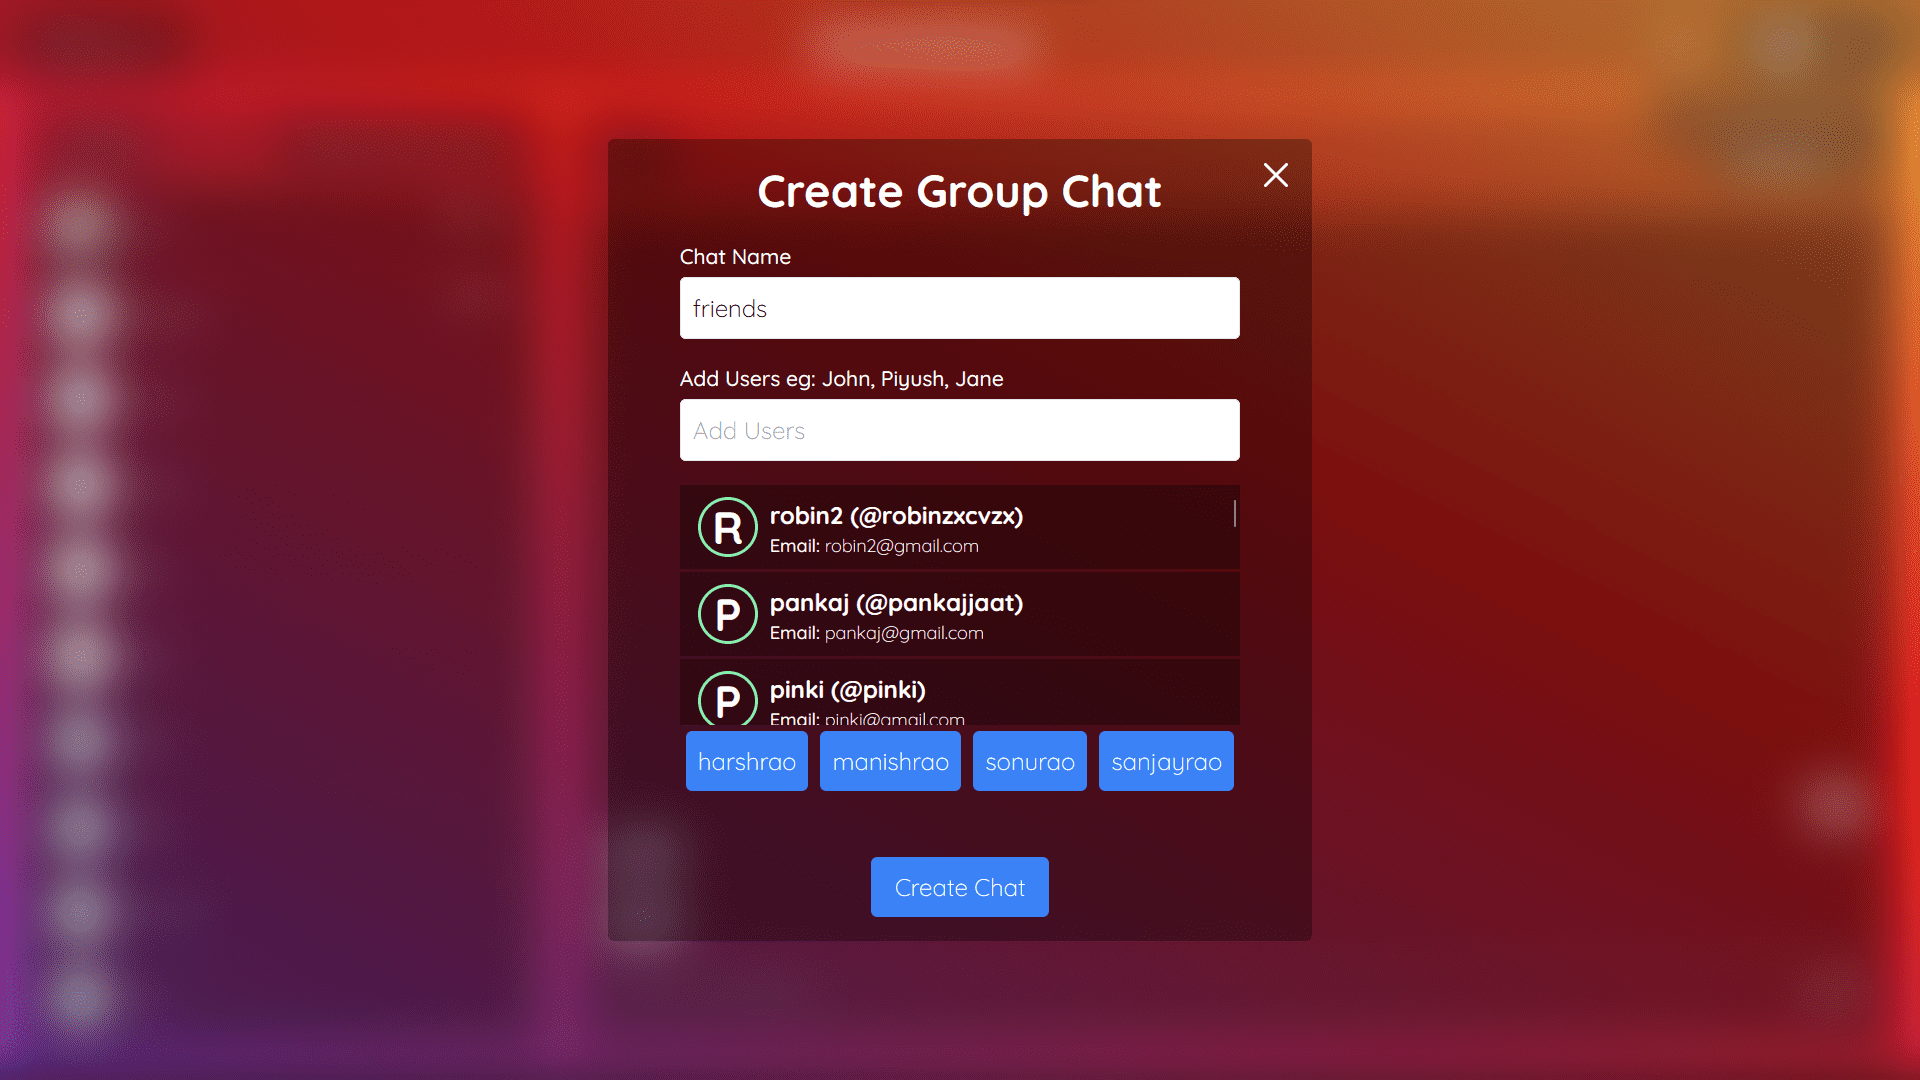 Create Group Chat
Chat Name
friends
Add Users eg: John, Piyush, Jane
Add Users
R
robin2 (@robinzxcvzx)
Email: robin2@gmail.com
P
pankaj (@pankajjaat)
Email: pankaj@gmail.com
P
pinki (@pinki)
Email: pinki@gmail.com
harshrao manishrao sonurao sanjayrao
Create Chat